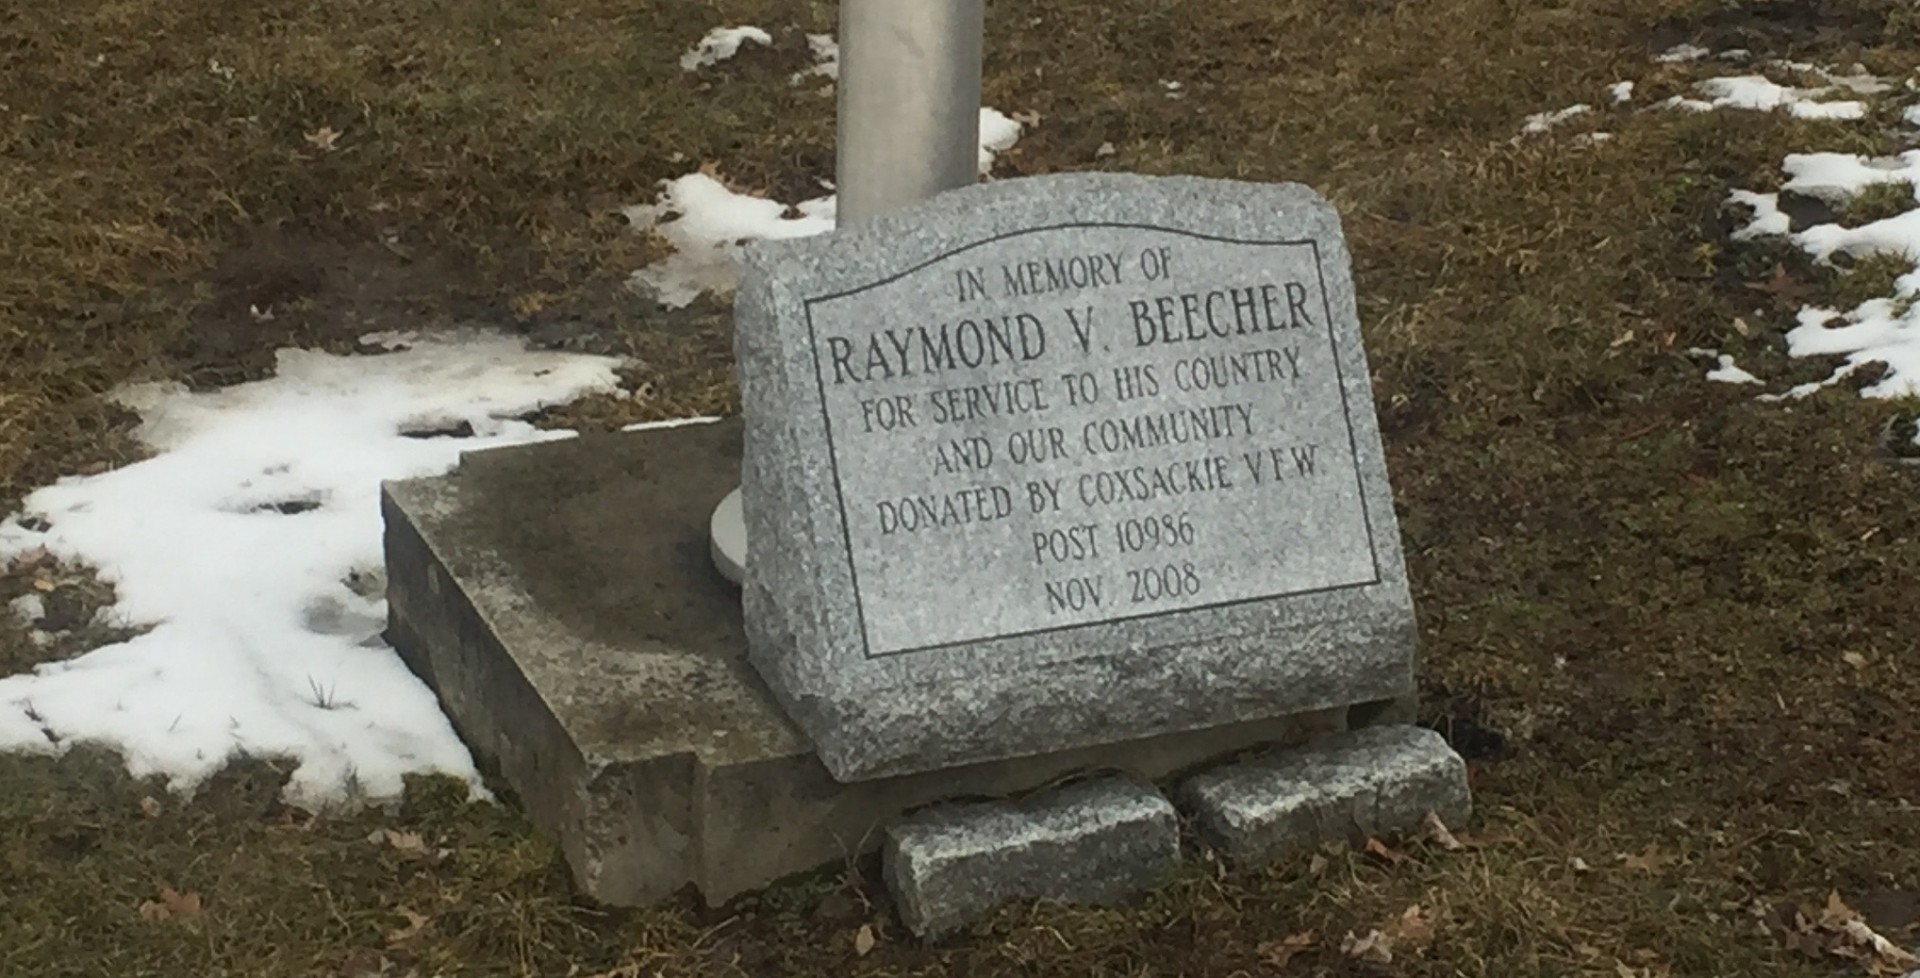 IN MEMORY OF
RAYMOND V. BEECHER
FOR SERVICE TO HIS COUNTRY
AND OUR COMMUNITY
DONATED BY COXSACKIE V F W
POST 10986
NOV. 2008